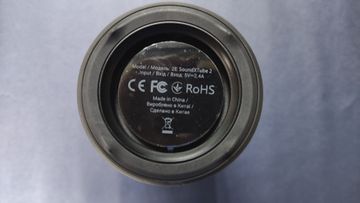 Model / Модель: 2E SoundXTube 2
- Input / Вхід / Вход: 5V=2,4A
CE FC RoHS
Made in China /
Вироблено в Китаї /
Сделано в Китае